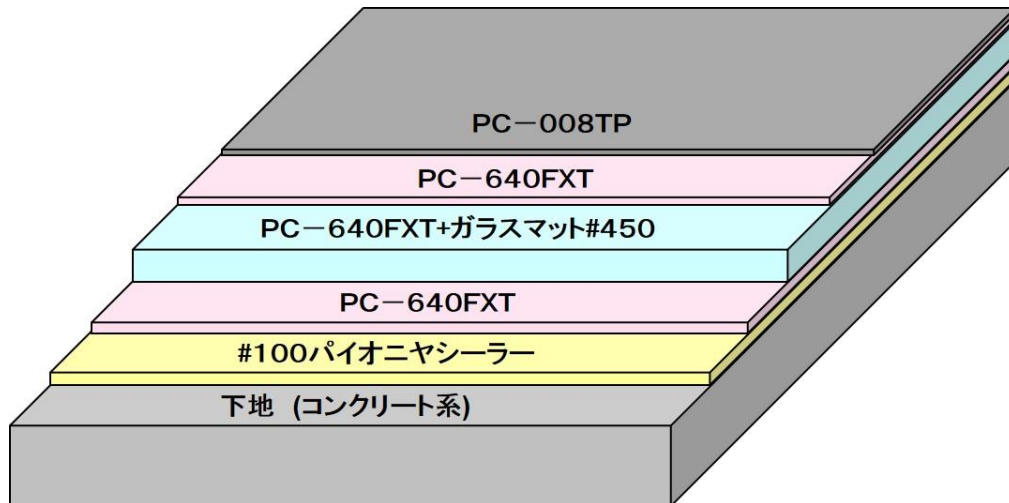 PC－008TP
PC－640FXT
PC－640FXT+ガラスマット#450
PC－640FXT
#100パイオニヤシーラー
下地 (コンクリート系)